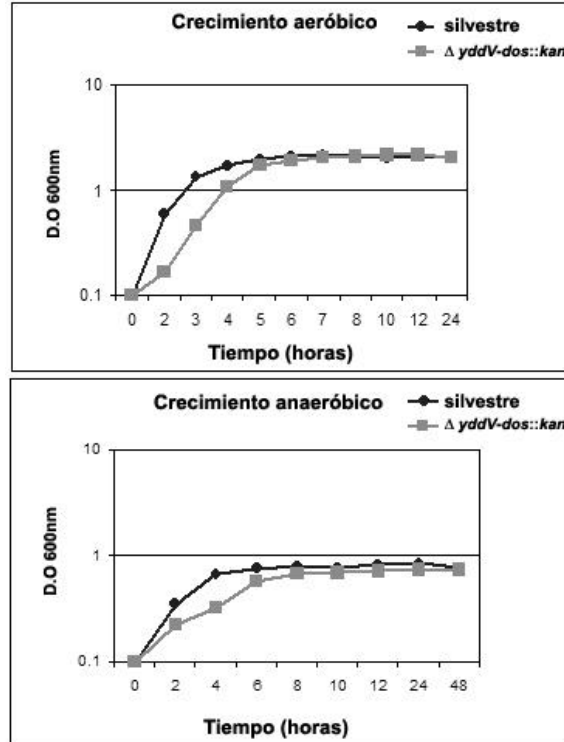 Crecimiento aeróbico
silvestre
Δ yddV-dos::kan
10
1
0.1
D.O 600nm
0 2 3 4 5 6 7 8 10 12 24
Tiempo (horas)
Crecimiento anaeróbico
silvestre
Δ yddV-dos::kan
10
1
0.1
D.O 600nm
0 2 4 6 8 10 12 24 48
Tiempo (horas)